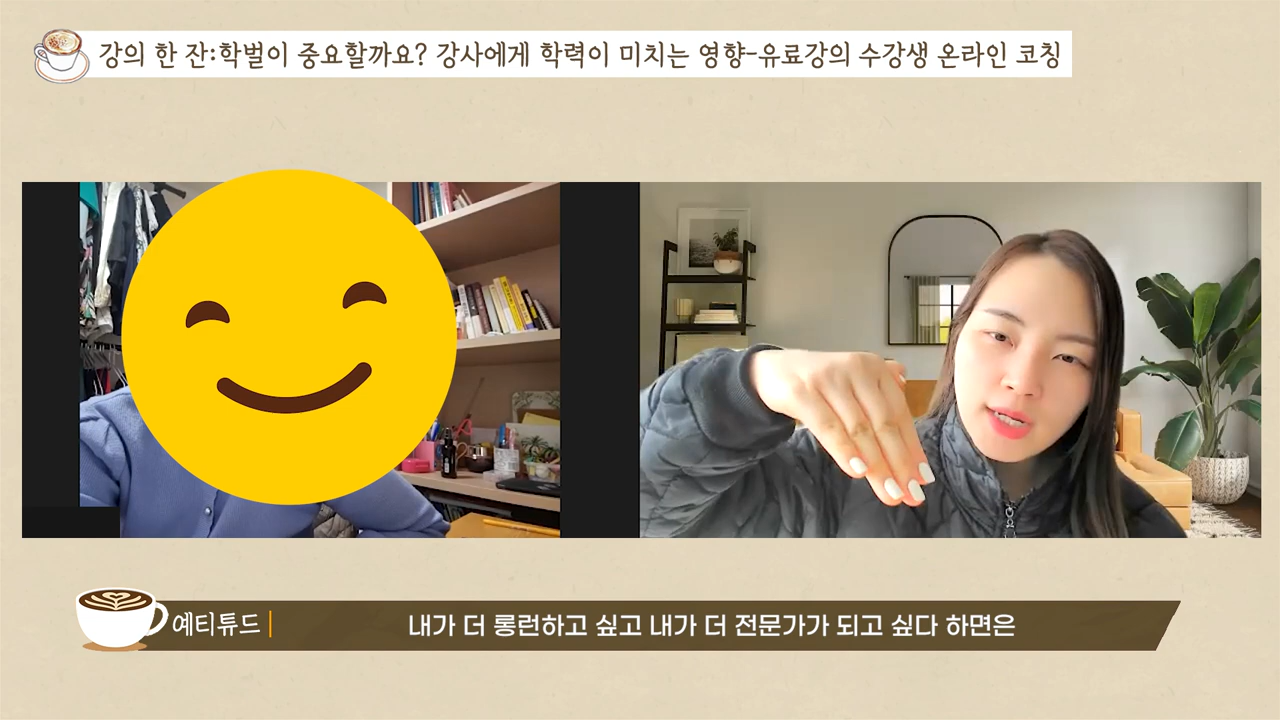 강의 한 잔:학벌이 중요할까요? 강사에게 학력이 미치는 영향-유료강의 수강생 온라인 코칭
예티튜드
내가 더 롱런하고 싶고 내가 더 전문가가 되고 싶다 하면은